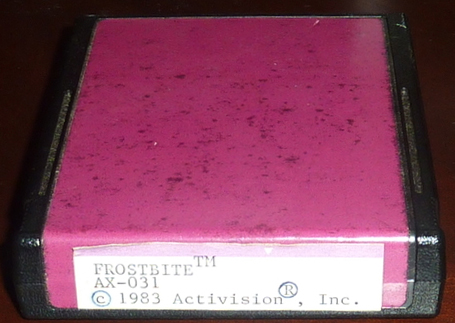 FROSTBITE™
AX-031
© 1983 Activision®, Inc.